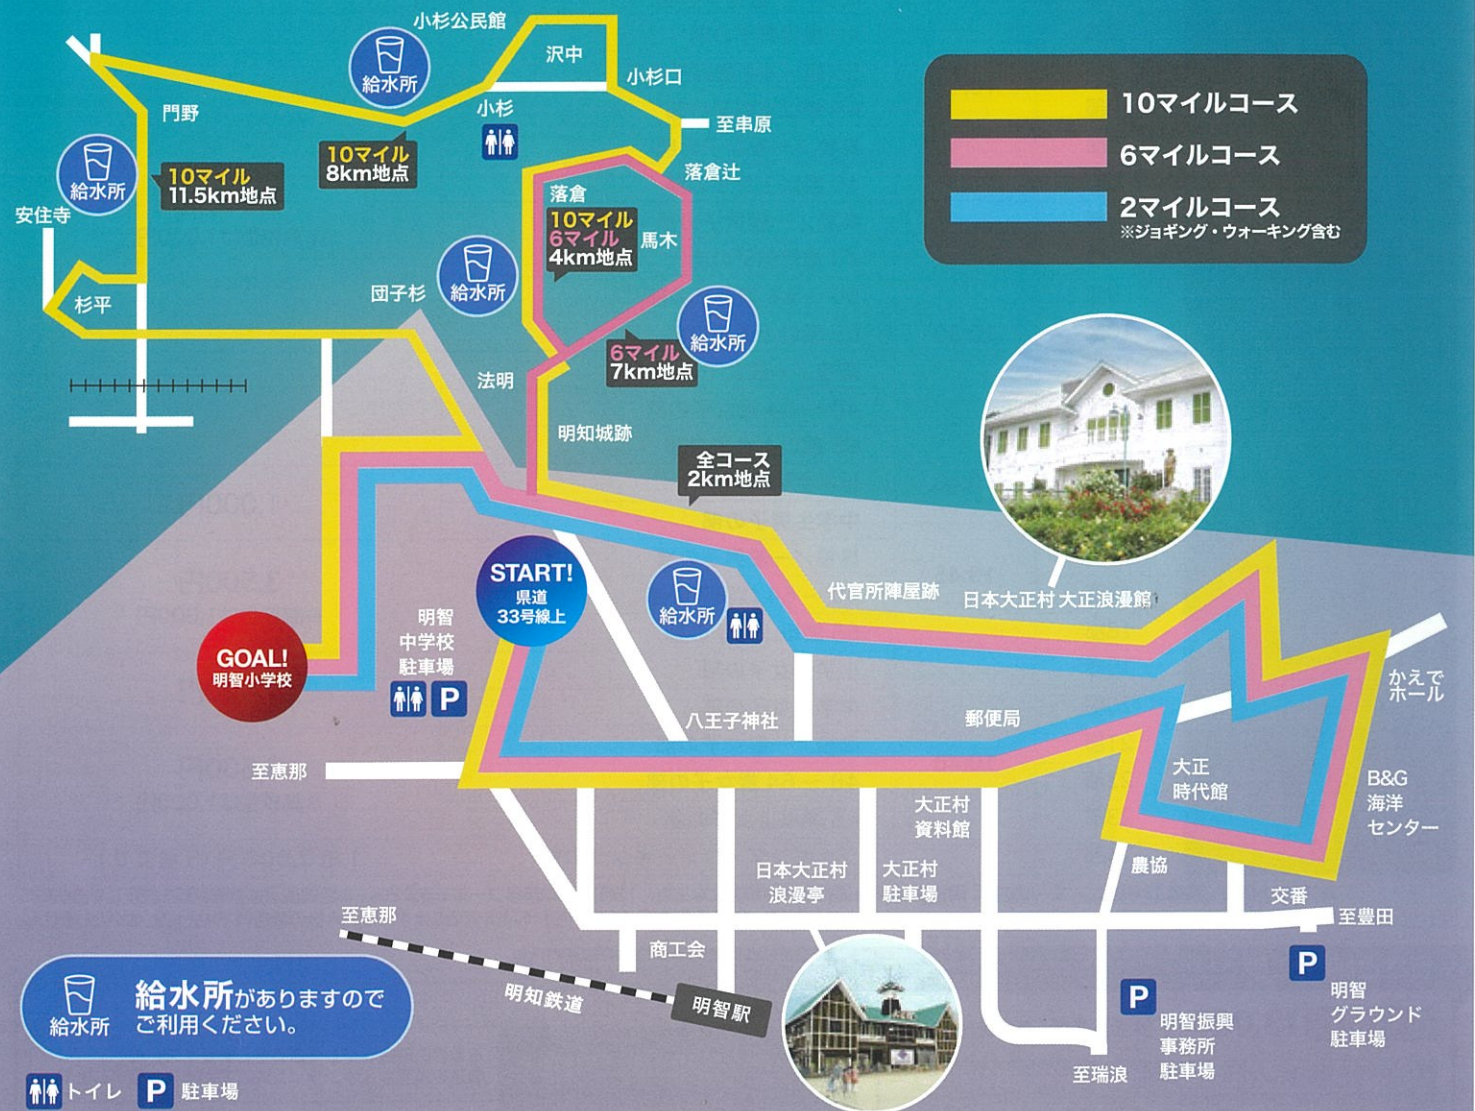 小杉公民館
沢中
小杉口
給水所
小杉
至串原
門野
10マイル
8km地点
落倉辻
給水所
10マイル
11.5km地点
安住寺
落倉
10マイル
6マイル
4km地点
馬木
団子杉
給水所
杉平
給水所
6マイル
7km地点
法明
明知城跡
全コース
2km地点
10マイルコース
6マイルコース
2マイルコース
※ジョギング・ウォーキング含む
START!
県道
33号線上
給水所
代官所陣屋跡
日本大正村 大正浪漫館
GOAL!
明智小学校
明智
中学校
駐車場
P
かえで
ホール
八王子神社
郵便局
至恵那
大正
時代館
B&G
海洋
センター
大正村
資料館
日本大正村
浪漫亭
大正村
駐車場
農協
交番
至豊田
至恵那
商工会
明知鉄道
明智駅
P
明智
グラウンド
駐車場
P
明智振興
事務所
駐車場
至瑞浪
給水所
給水所がありますので
ご利用ください。
トイレ P 駐車場